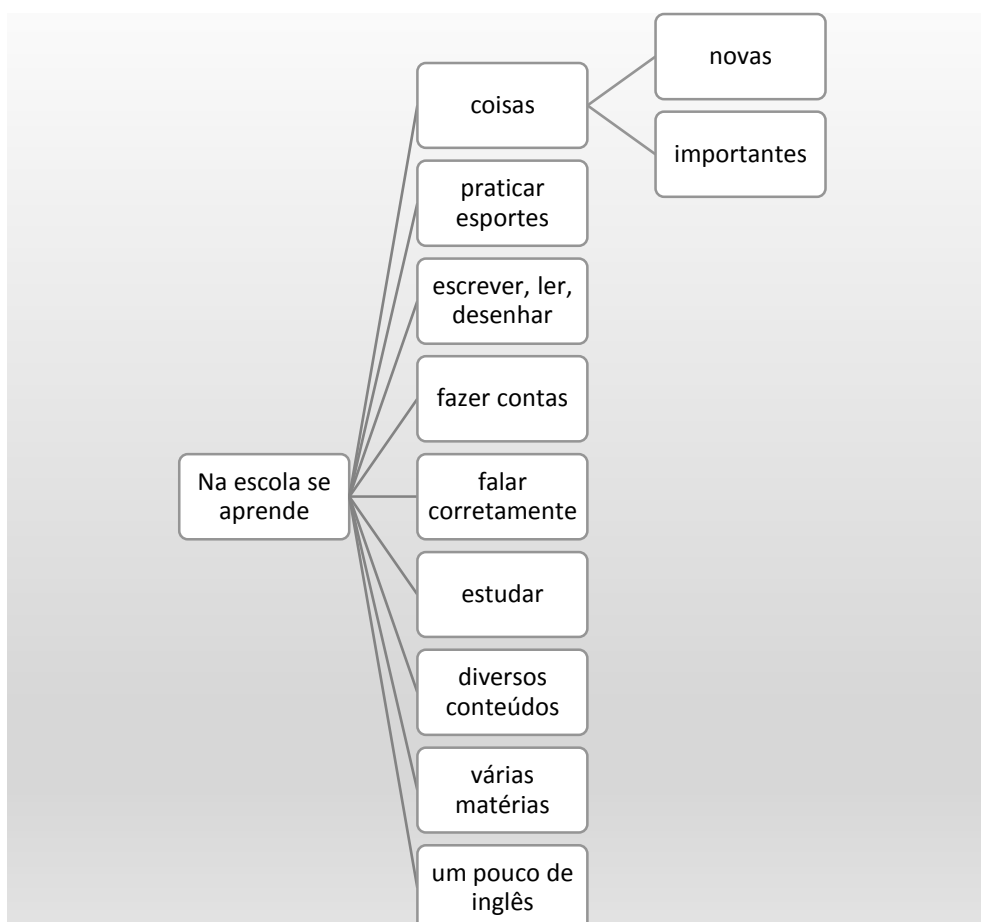 novas
coisas
importantes
praticar
esportes
escrever, ler,
desenhar
fazer contas
Na escola se
aprende
falar
corretamente
estudar
diversos
conteúdos
várias
matérias
um pouco de
inglês